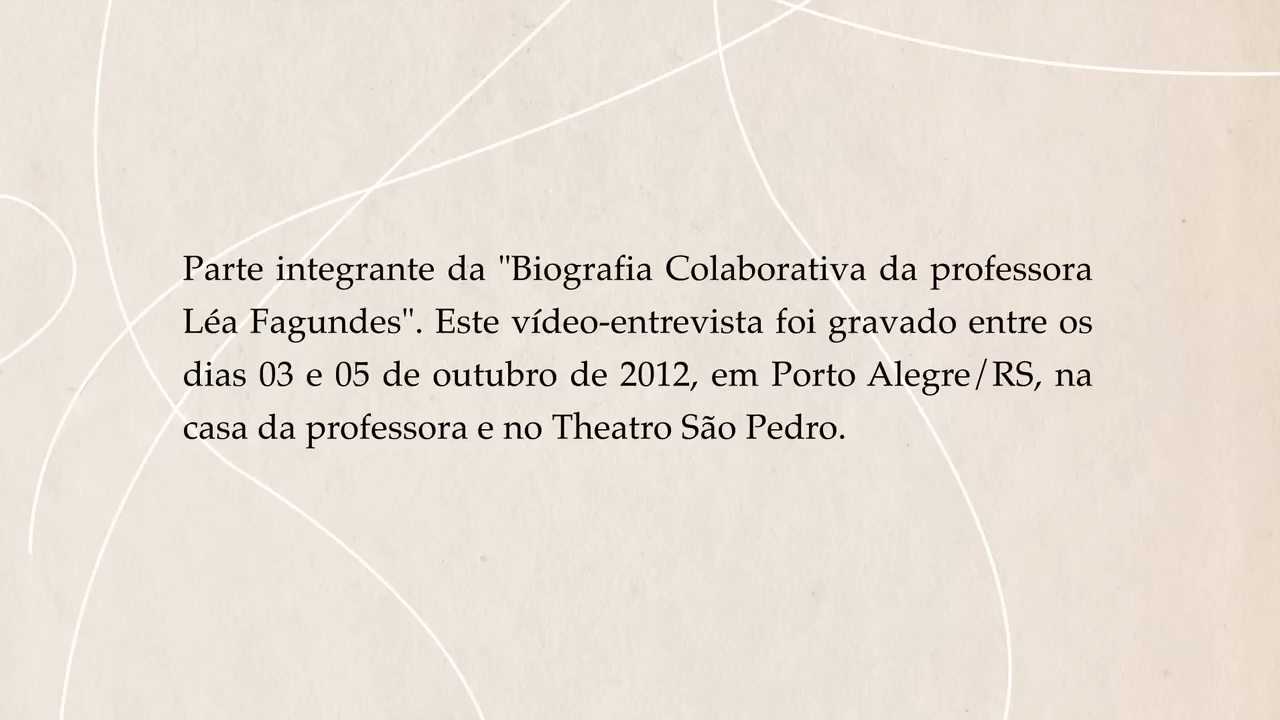 Parte integrante da "Biografia Colaborativa da professora
Léa Fagundes". Este vídeo-entrevista foi gravado entre os
dias 03 e 05 de outubro de 2012, em Porto Alegre/RS, na
casa da professora e no Theatro São Pedro.